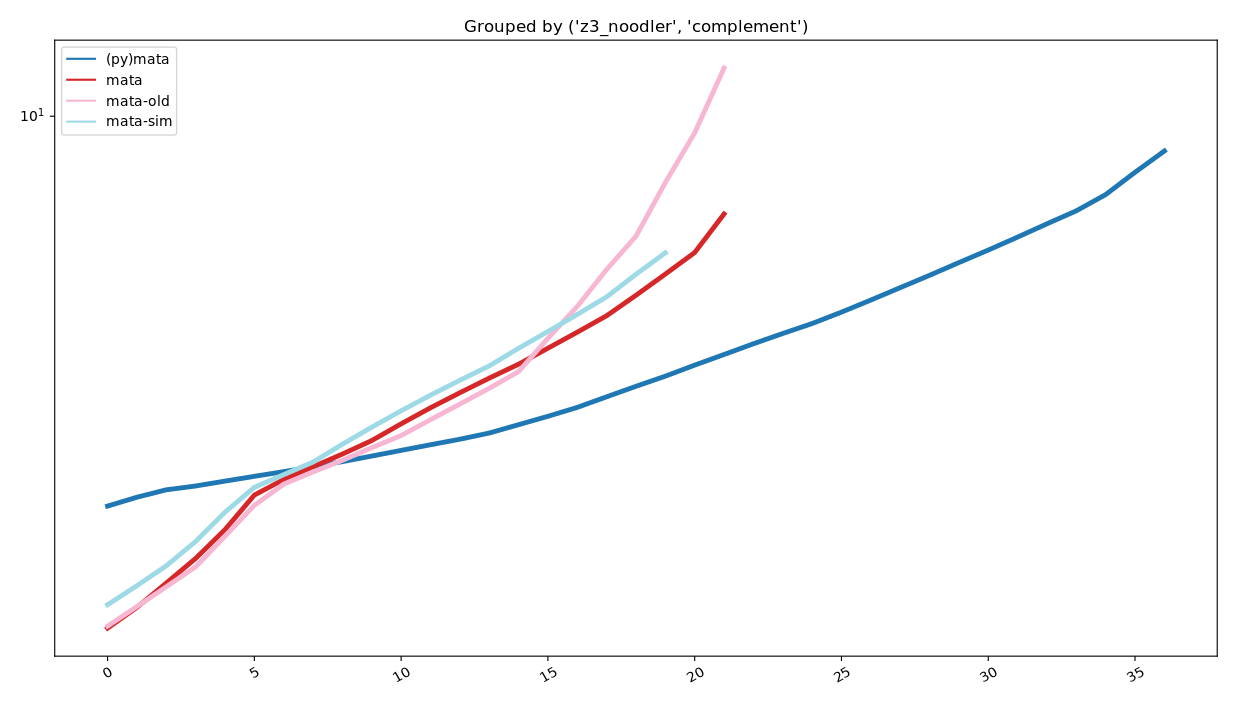 Grouped by ('z3_noodler', 'complement')
(py)mata
mata
mata-old
mata-sim
10¹
0 5 10 15 20 25 30 35